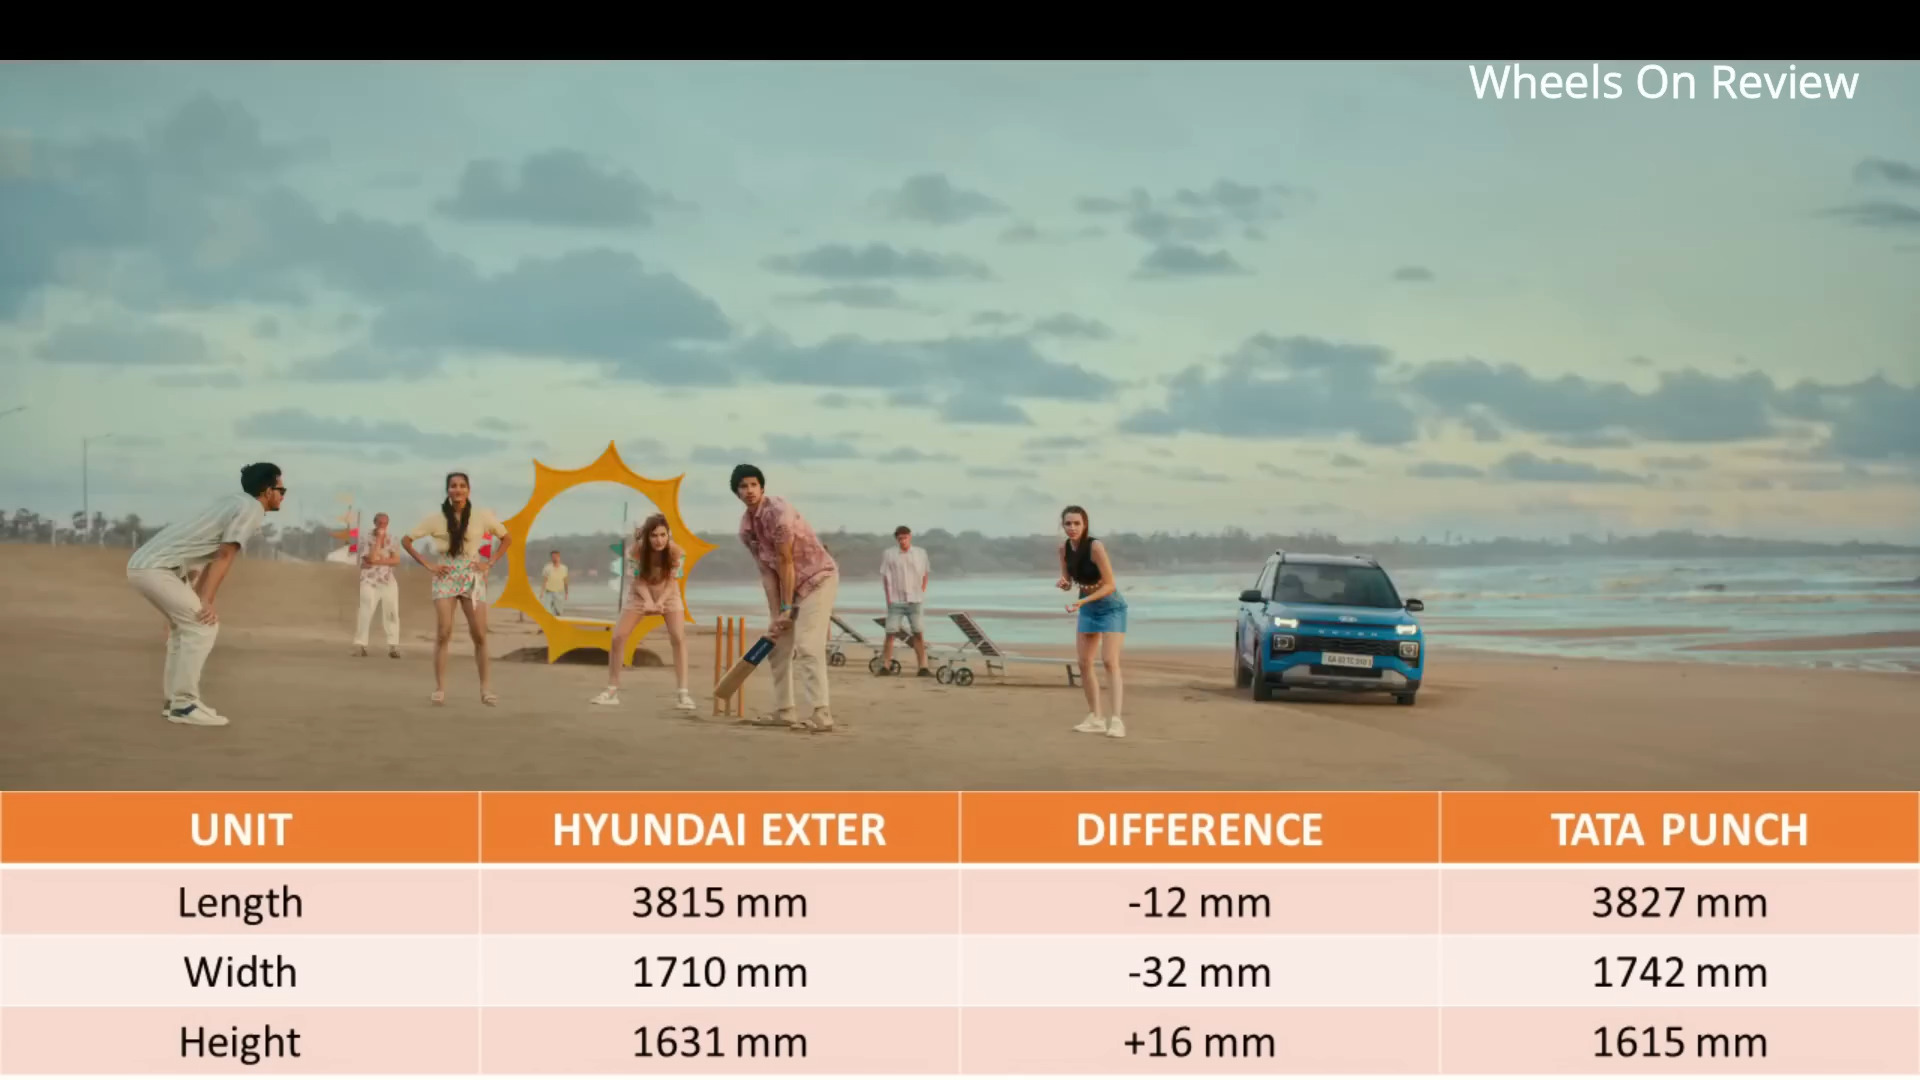 Wheels On Review
UNIT HYUNDAI EXTER DIFFERENCE TATA PUNCH
Length 3815 mm -12 mm 3827 mm
Width 1710 mm -32 mm 1742 mm
Height 1631 mm +16 mm 1615 mm